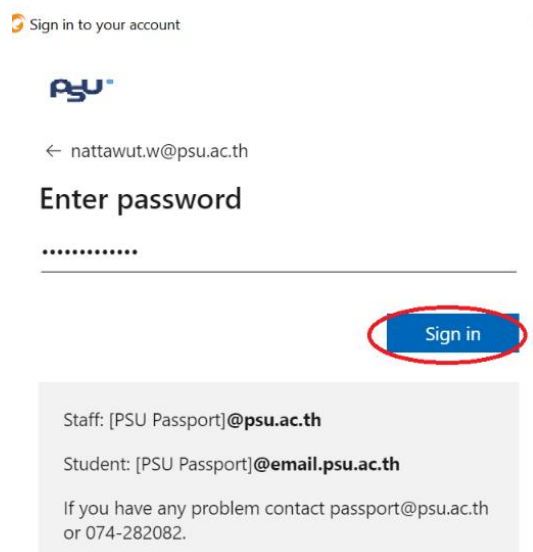 Sign in to your account
PSU
← nattawut.w@psu.ac.th
Enter password
•••••••••••••
Sign in
Staff: [PSU Passport]@psu.ac.th
Student: [PSU Passport]@email.psu.ac.th
If you have any problem contact passport@psu.ac.th
or 074-282082.